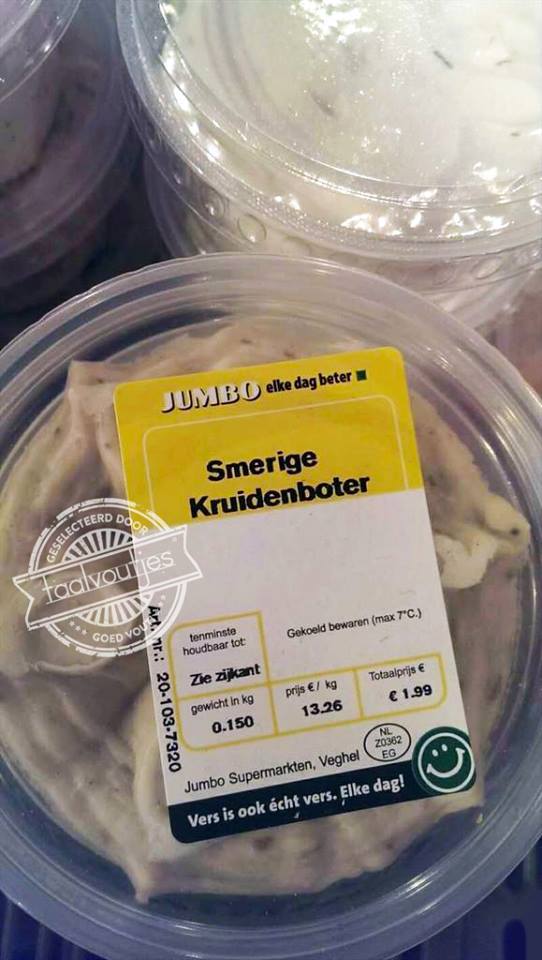 JUMBO elke dag beter
Smerige
Kruidenboter
Gekoeld bewaren (max 7°C.)
tenminste
houdbaar tot:
Zie zijkant
gewicht in kg
0.150
prijs € / kg
13.26
Totaalprijs €
€ 1.99
Art.nr.: 20-103-7320
Jumbo Supermarkten, Veghel
NL
Z0362
EG
Vers is ook écht vers. Elke dag!
GESELECTEERD DOOR
taalvoutjes
GOED VOUT